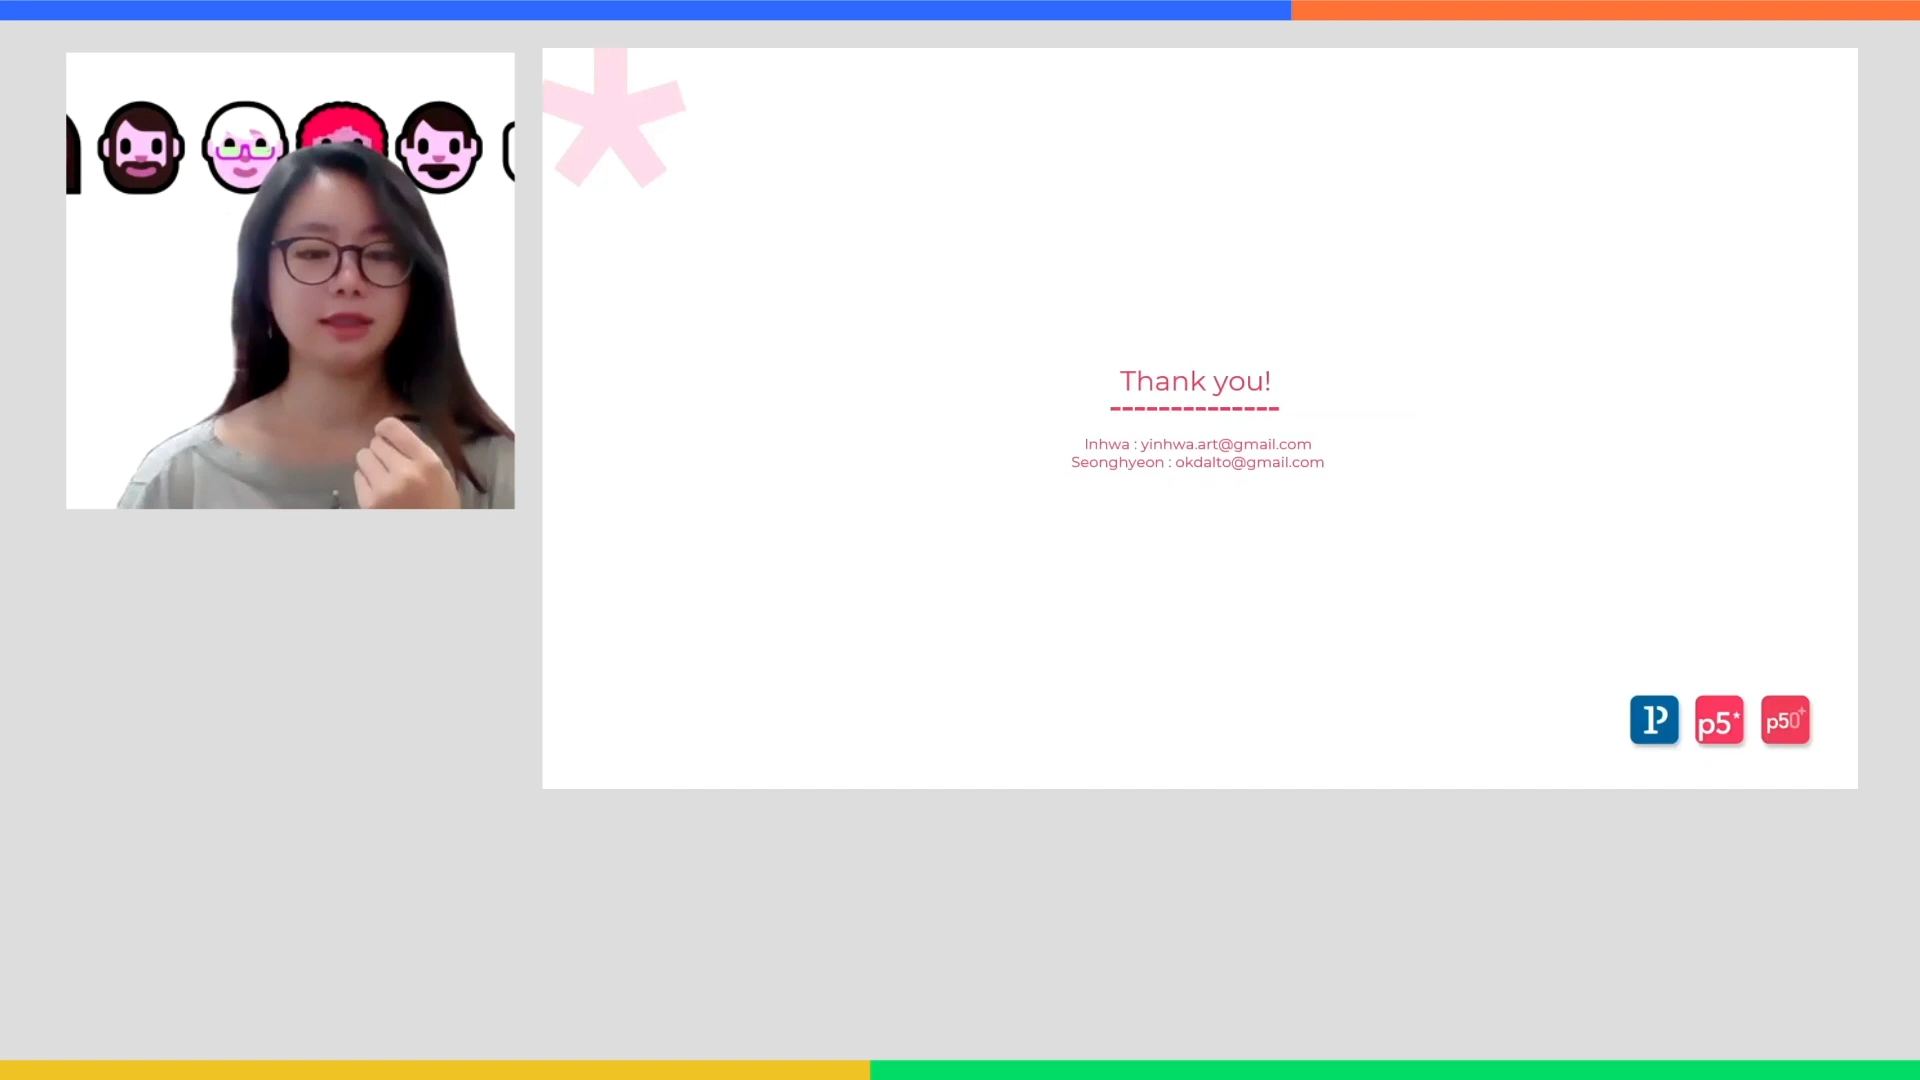 Thank you!
Inhwa : yinhwa.art@gmail.com
Seonghyeon : okdalto@gmail.com
P
p5*
p50+